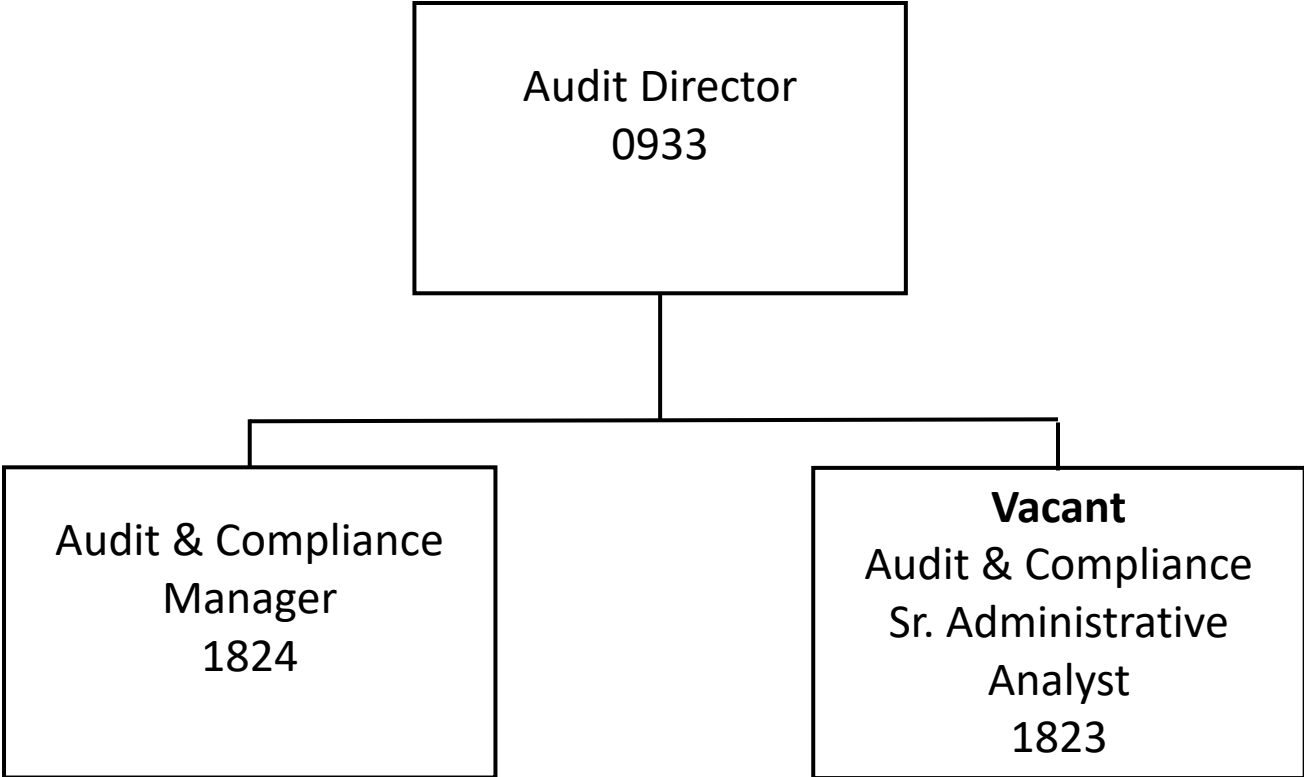 Audit Director
0933
Audit & Compliance
Manager
1824
Vacant
Audit & Compliance
Sr. Administrative
Analyst
1823